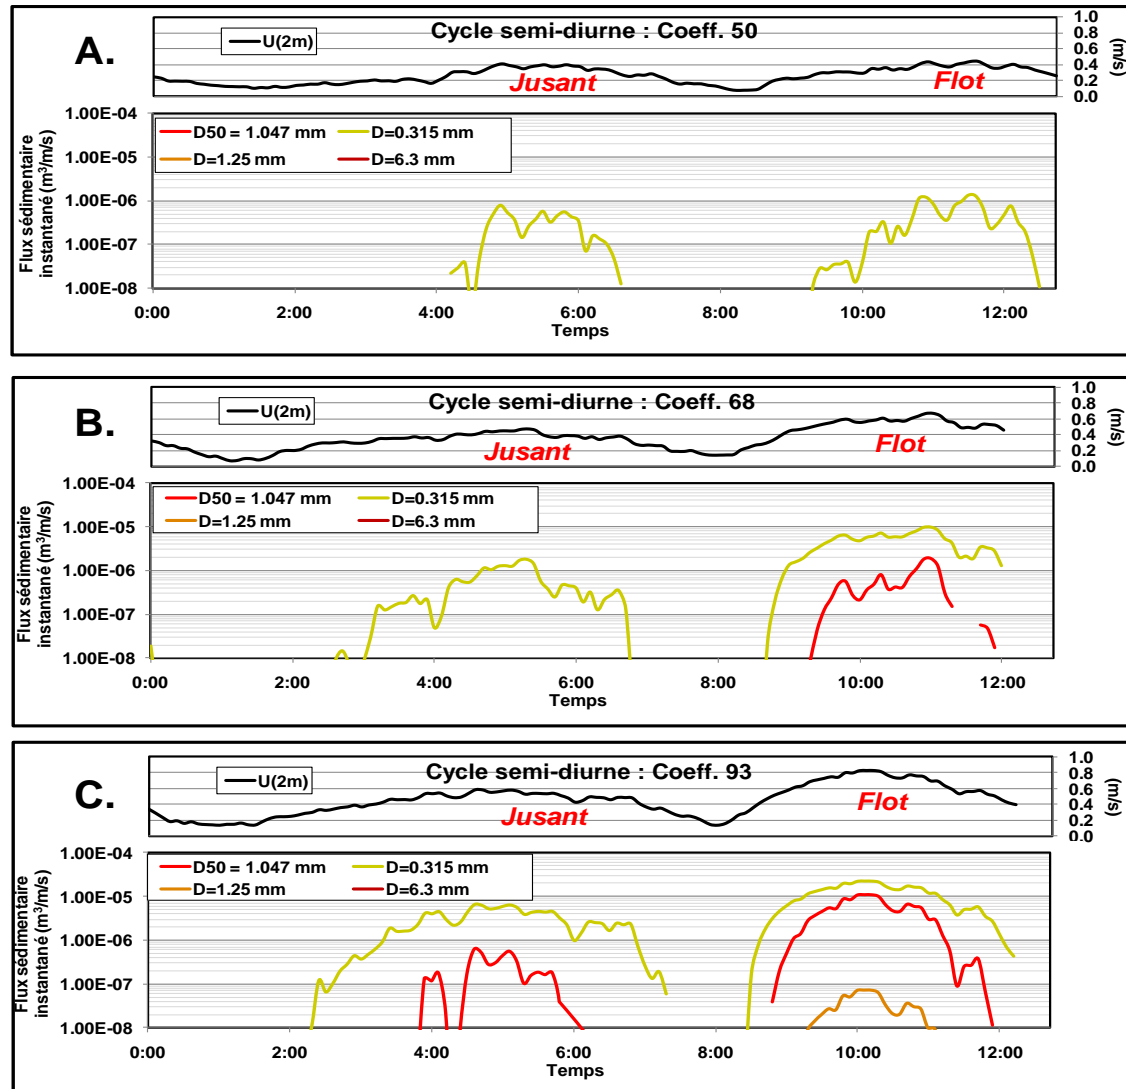 A.
Cycle semi-diurne : Coeff. 50
U(2m)
Jusant
Flot
1.0
0.8
0.6
0.4
0.2
0.0
(m/s)
Flux sédimentaire
instantané (m³/m/s)
1.00E-04
1.00E-05
1.00E-06
1.00E-07
1.00E-08
D50 = 1.047 mm
D=0.315 mm
D=1.25 mm
D=6.3 mm
0:00 2:00 4:00 6:00 8:00 10:00 12:00
Temps
B.
Cycle semi-diurne : Coeff. 68
U(2m)
Jusant
Flot
1.0
0.8
0.6
0.4
0.2
0.0
(m/s)
Flux sédimentaire
instantané (m³/m/s)
1.00E-04
1.00E-05
1.00E-06
1.00E-07
1.00E-08
D50 = 1.047 mm
D=0.315 mm
D=1.25 mm
D=6.3 mm
0:00 2:00 4:00 6:00 8:00 10:00 12:00
Temps
C.
Cycle semi-diurne : Coeff. 93
U(2m)
Jusant
Flot
1.0
0.8
0.6
0.4
0.2
0.0
(m/s)
Flux sédimentaire
instantané (m³/m/s)
1.00E-04
1.00E-05
1.00E-06
1.00E-07
1.00E-08
D50 = 1.047 mm
D=0.315 mm
D=1.25 mm
D=6.3 mm
0:00 2:00 4:00 6:00 8:00 10:00 12:00
Temps